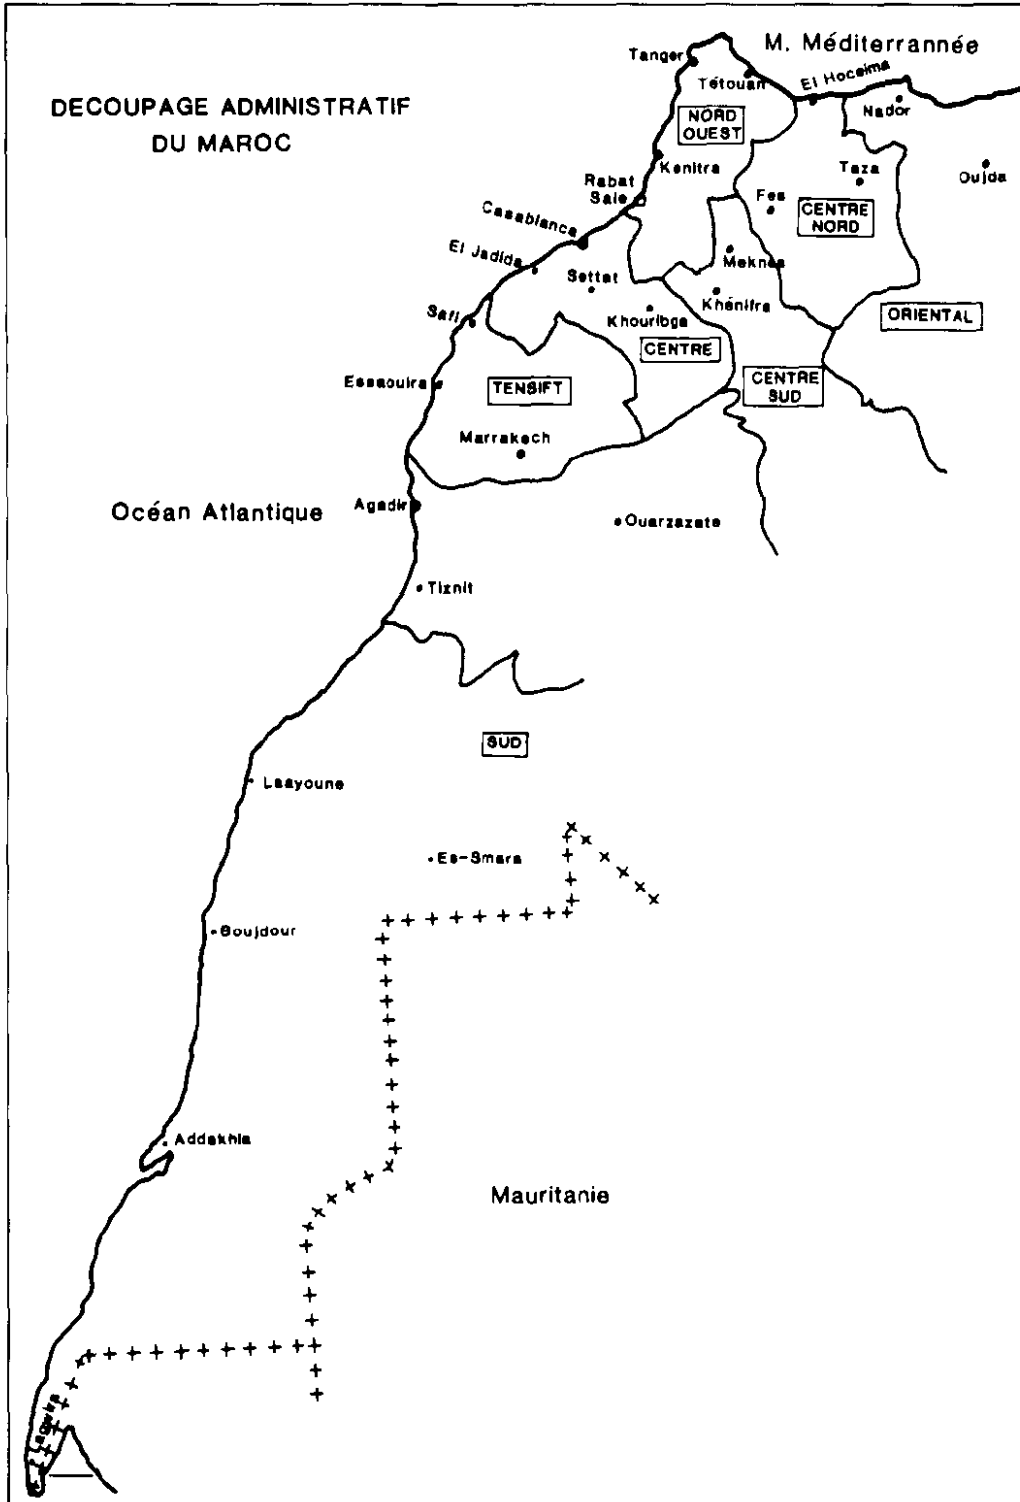 M. Méditerrannée
Tanger
Tétouan
El Hoceima
DECOUPAGE ADMINISTRATIF
DU MAROC
Nador
NORD
OUEST
Kenitra
Taza
Oujda
Rabat
Sale
Fes
CENTRE
NORD
Casablanca
El Jadida
Meknes
Settat
Khénifra
Safi
Khouribga
ORIENTAL
CENTRE
Essaouira
TENSIFT
CENTRE
SUD
Marrakech
Océan Atlantique
Agadir
Ouarzazate
Tiznit
SUD
Laayoune
Es-Smara
Boujdour
Addakhla
Mauritanie
Lagwira